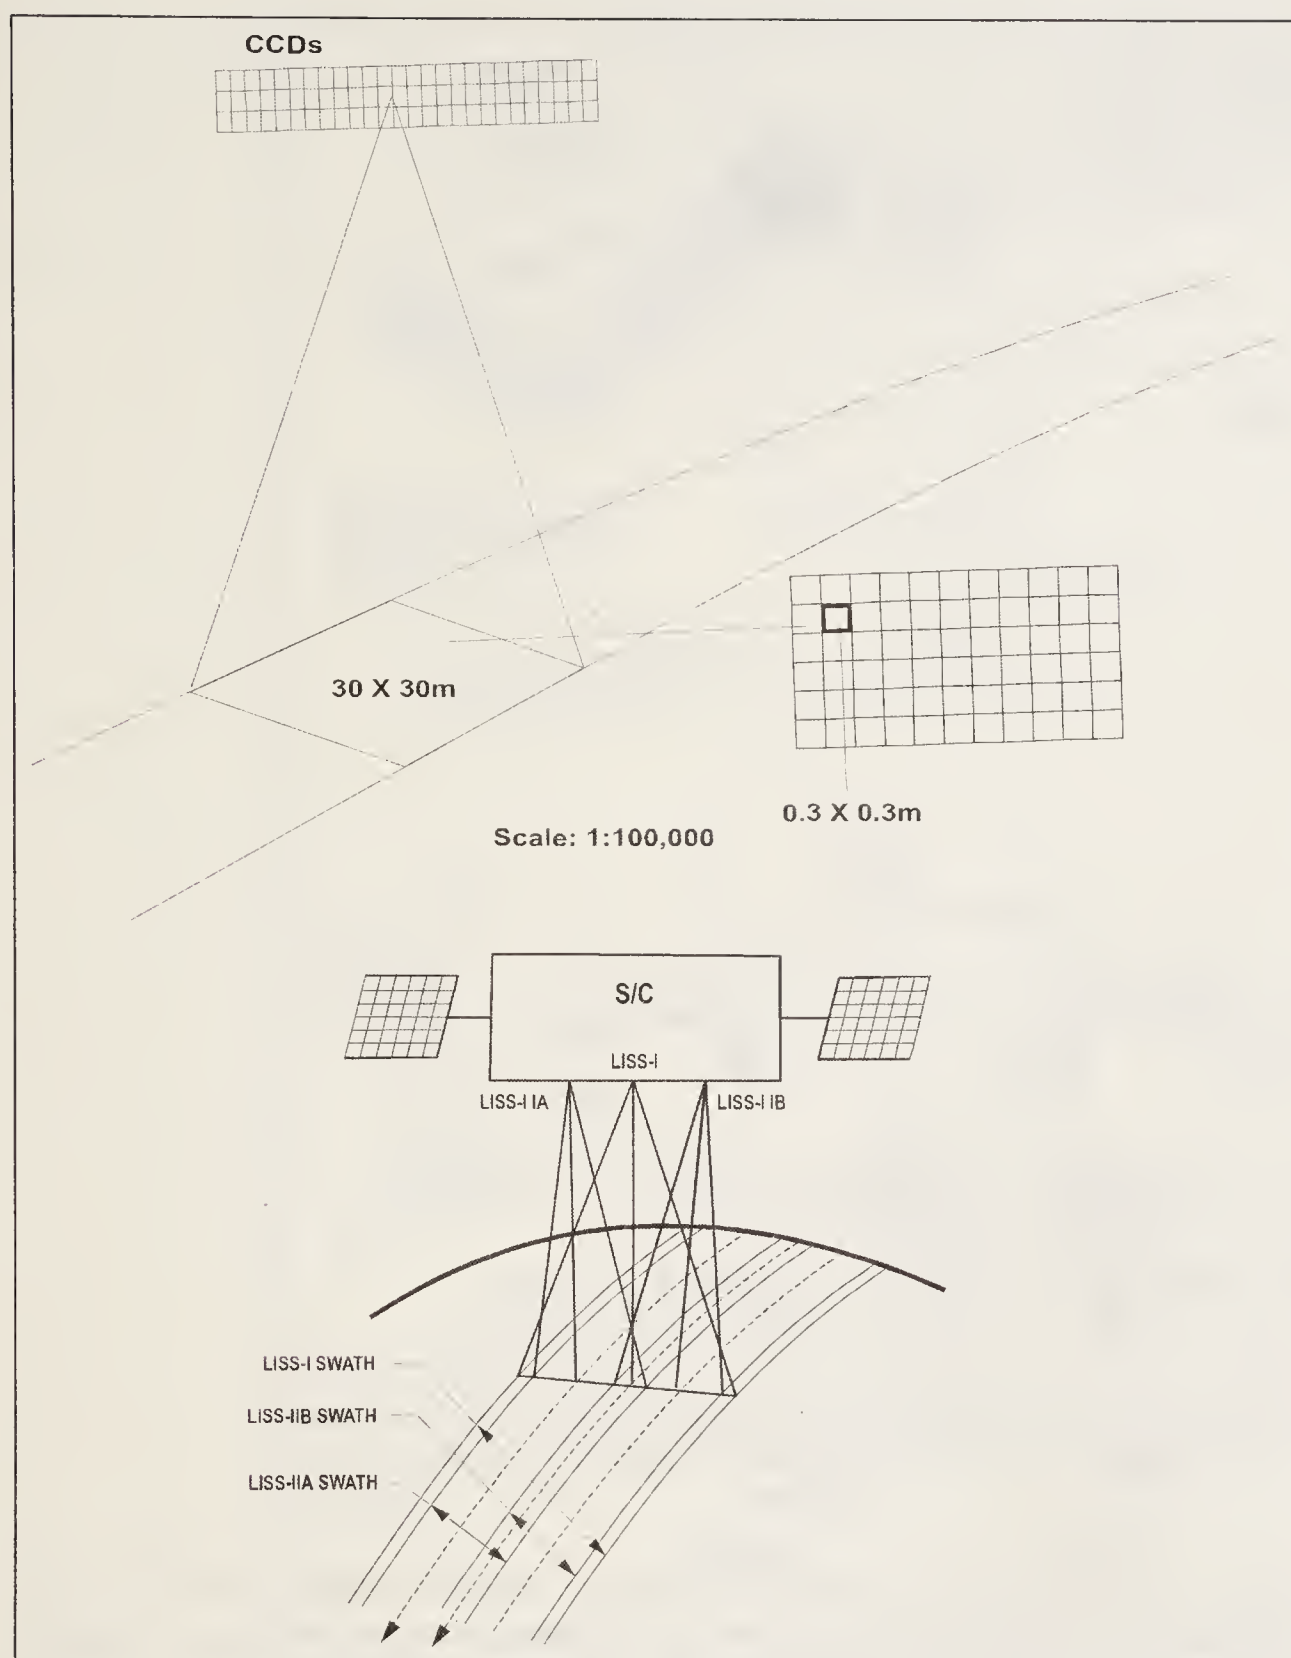 CCDs
30 X 30m
0.3 X 0.3m
Scale: 1:100,000
S/C
LISS-I
LISS-I IA
LISS-I IB
LISS-I SWATH
LISS-IIB SWATH
LISS-IIA SWATH